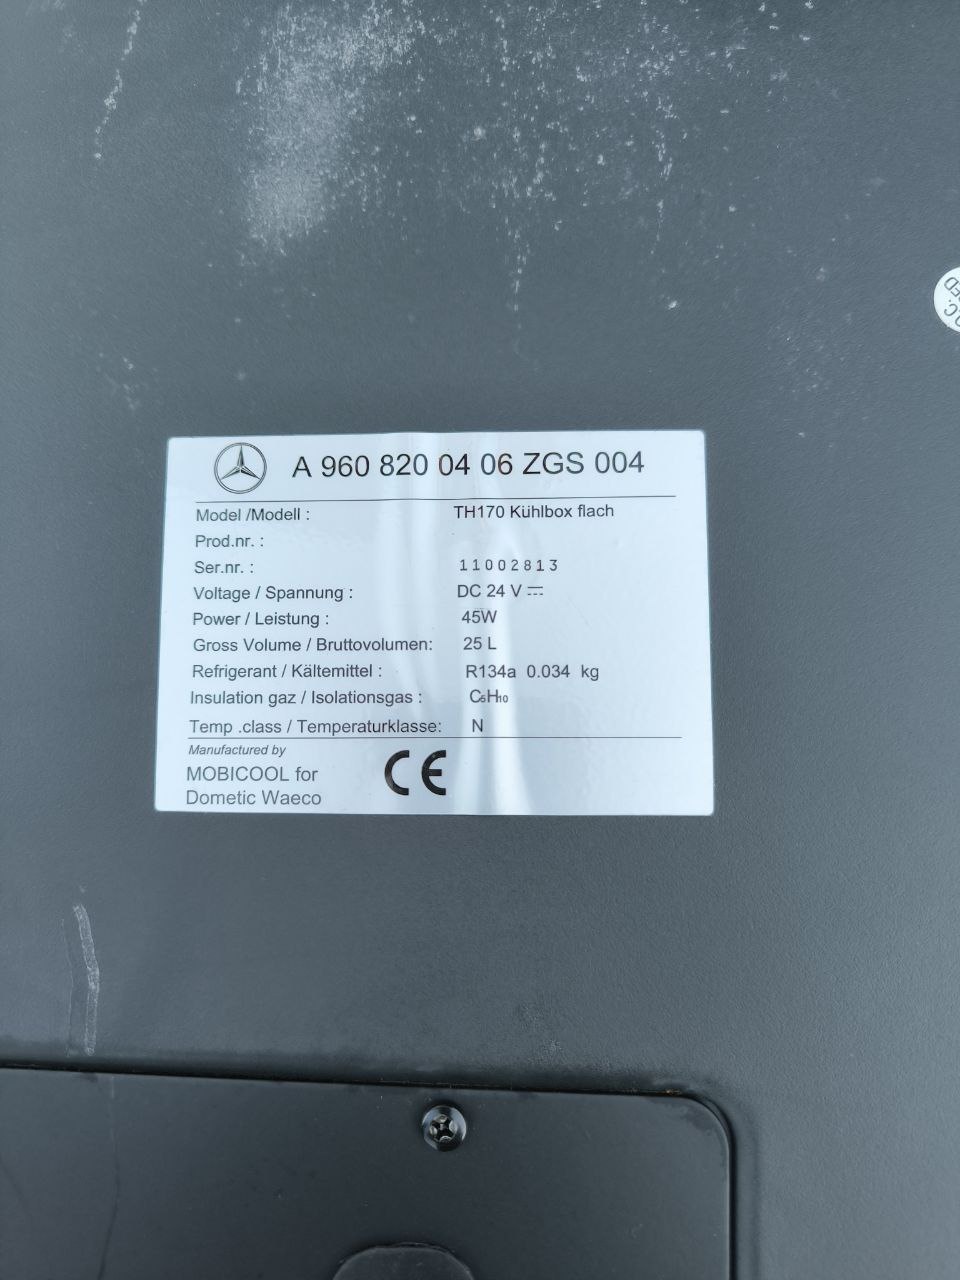 A 960 820 04 06 ZGS 004
Model /Modell : TH170 Kühlbox flach
Prod.nr. :
Ser.nr. : 11002813
Voltage / Spannung : DC 24 V ⎓
Power / Leistung : 45W
Gross Volume / Bruttovolumen: 25 L
Refrigerant / Kältemittel : R134a 0.034 kg
Insulation gaz / Isolationsgas : C₅H₁₀
Temp .class / Temperaturklasse: N
Manufactured by
MOBICOOL for
Dometic Waeco
CE